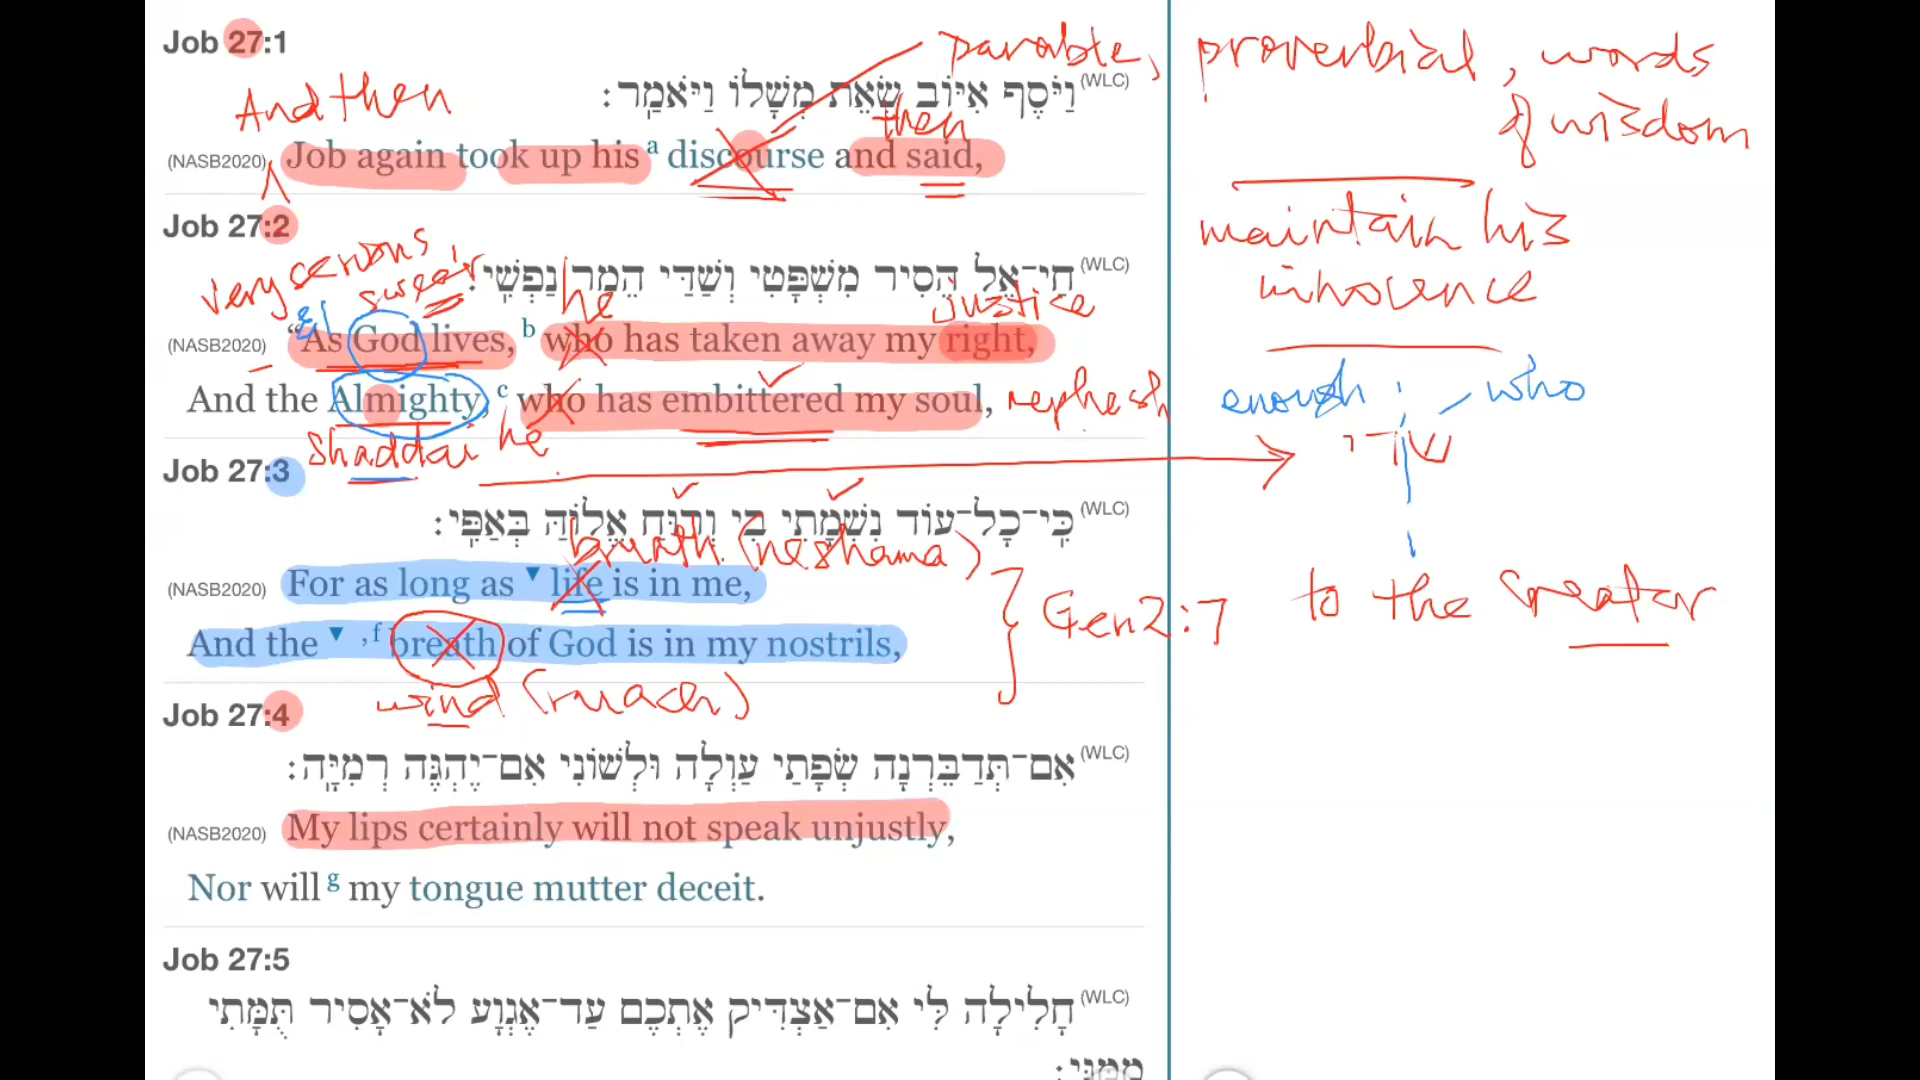 Job 27:1
parable, proverbial, words
of wisdom
And then
וַיֹּסֶף אִיּוֹב שְׂאֵת מְשָׁלוֹ וַיֹּאמַר׃ (WLC)
then
(NASB2020) Job again took up his a discourse and said,
maintain his
innocence
Job 27:2
very serious
swear
חַי־אֵל הֵסִיר מִשְׁפָּטִי וְשַׁדַּי הֵמַר נַפְשִׁי׃ (WLC)
El
he
justice
(NASB2020) “As God lives, b who has taken away my right,
And the Almighty, c who has embittered my soul, nephesh
enough
who
Shaddai he
שדי
Job 27:3
כִּי־כָל־עוֹד נִשְׁמָתִי בִי וְרוּחַ אֱלוֹהַּ בְּאַפִּי׃ (WLC)
breath (neshama)
(NASB2020) For as long as ▼ life is in me,
And the ▼ ,f breath of God is in my nostrils,
Gen 2:7
to the Creator
wind (ruach)
Job 27:4
אִם־תְּדַבֵּרְנָה שְׂפָתַי עַוְלָה וּלְשׁוֹנִי אִם־יֶהְגֶּה רְמִיָּה׃ (WLC)
(NASB2020) My lips certainly will not speak unjustly,
Nor will g my tongue mutter deceit.
Job 27:5
חָלִילָה לִּי אִם־אַצְדִּיק אֶתְכֶם עַד־אֶגְוָע לֹא־אָסִיר תֻּמָּתִי (WLC)
מִמֶּנִּי׃